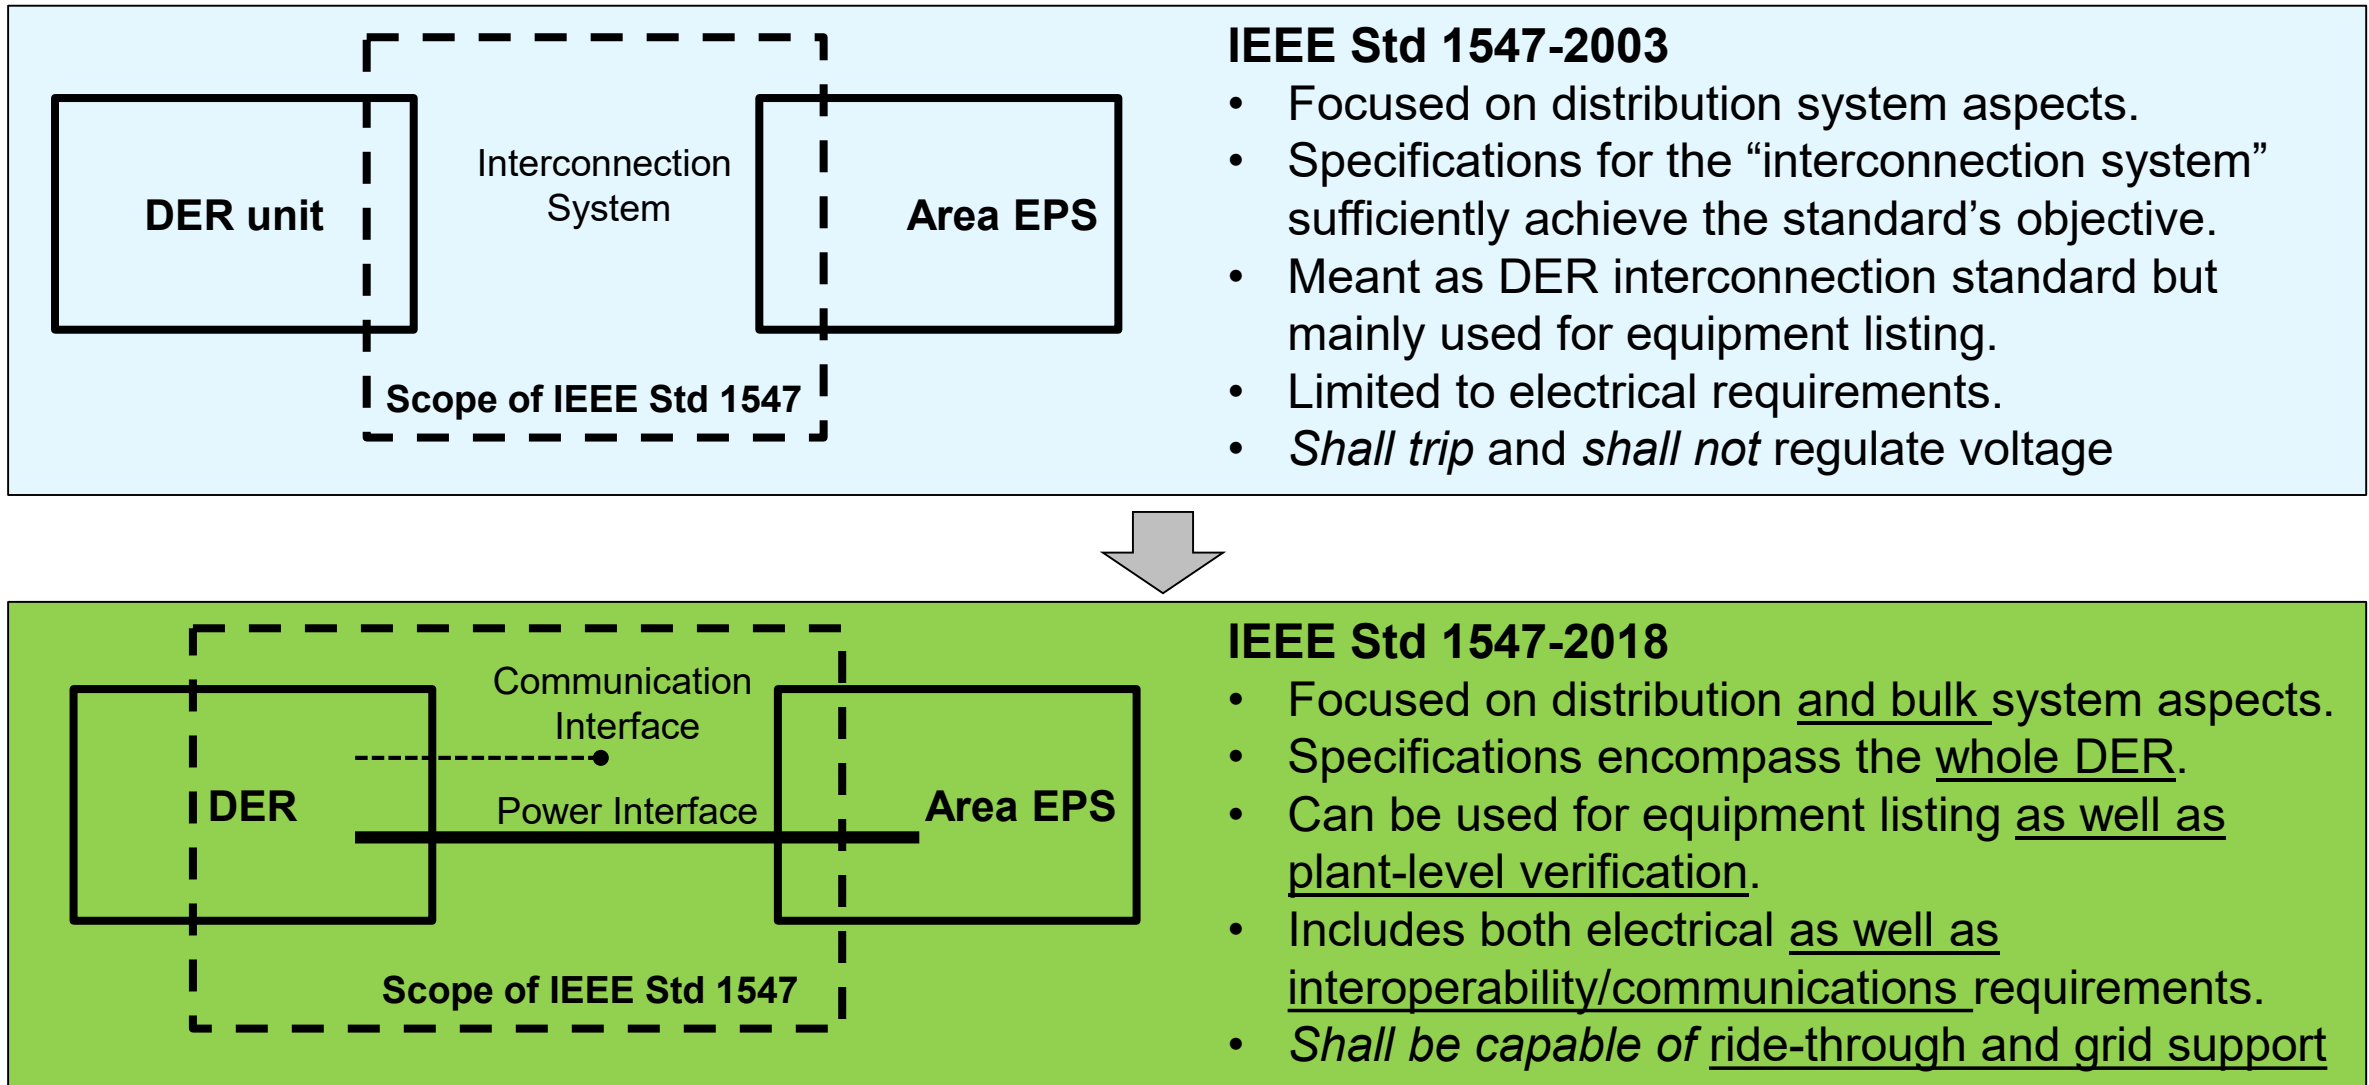 Interconnection
System
DER unit
Area EPS
Scope of IEEE Std 1547
IEEE Std 1547-2003
• Focused on distribution system aspects.
• Specifications for the “interconnection system”
sufficiently achieve the standard’s objective.
• Meant as DER interconnection standard but
mainly used for equipment listing.
• Limited to electrical requirements.
• Shall trip and shall not regulate voltage
Communication
Interface
DER
Power Interface
Area EPS
Scope of IEEE Std 1547
IEEE Std 1547-2018
• Focused on distribution and bulk system aspects.
• Specifications encompass the whole DER.
• Can be used for equipment listing as well as
plant-level verification.
• Includes both electrical as well as
interoperability/communications requirements.
• Shall be capable of ride-through and grid support